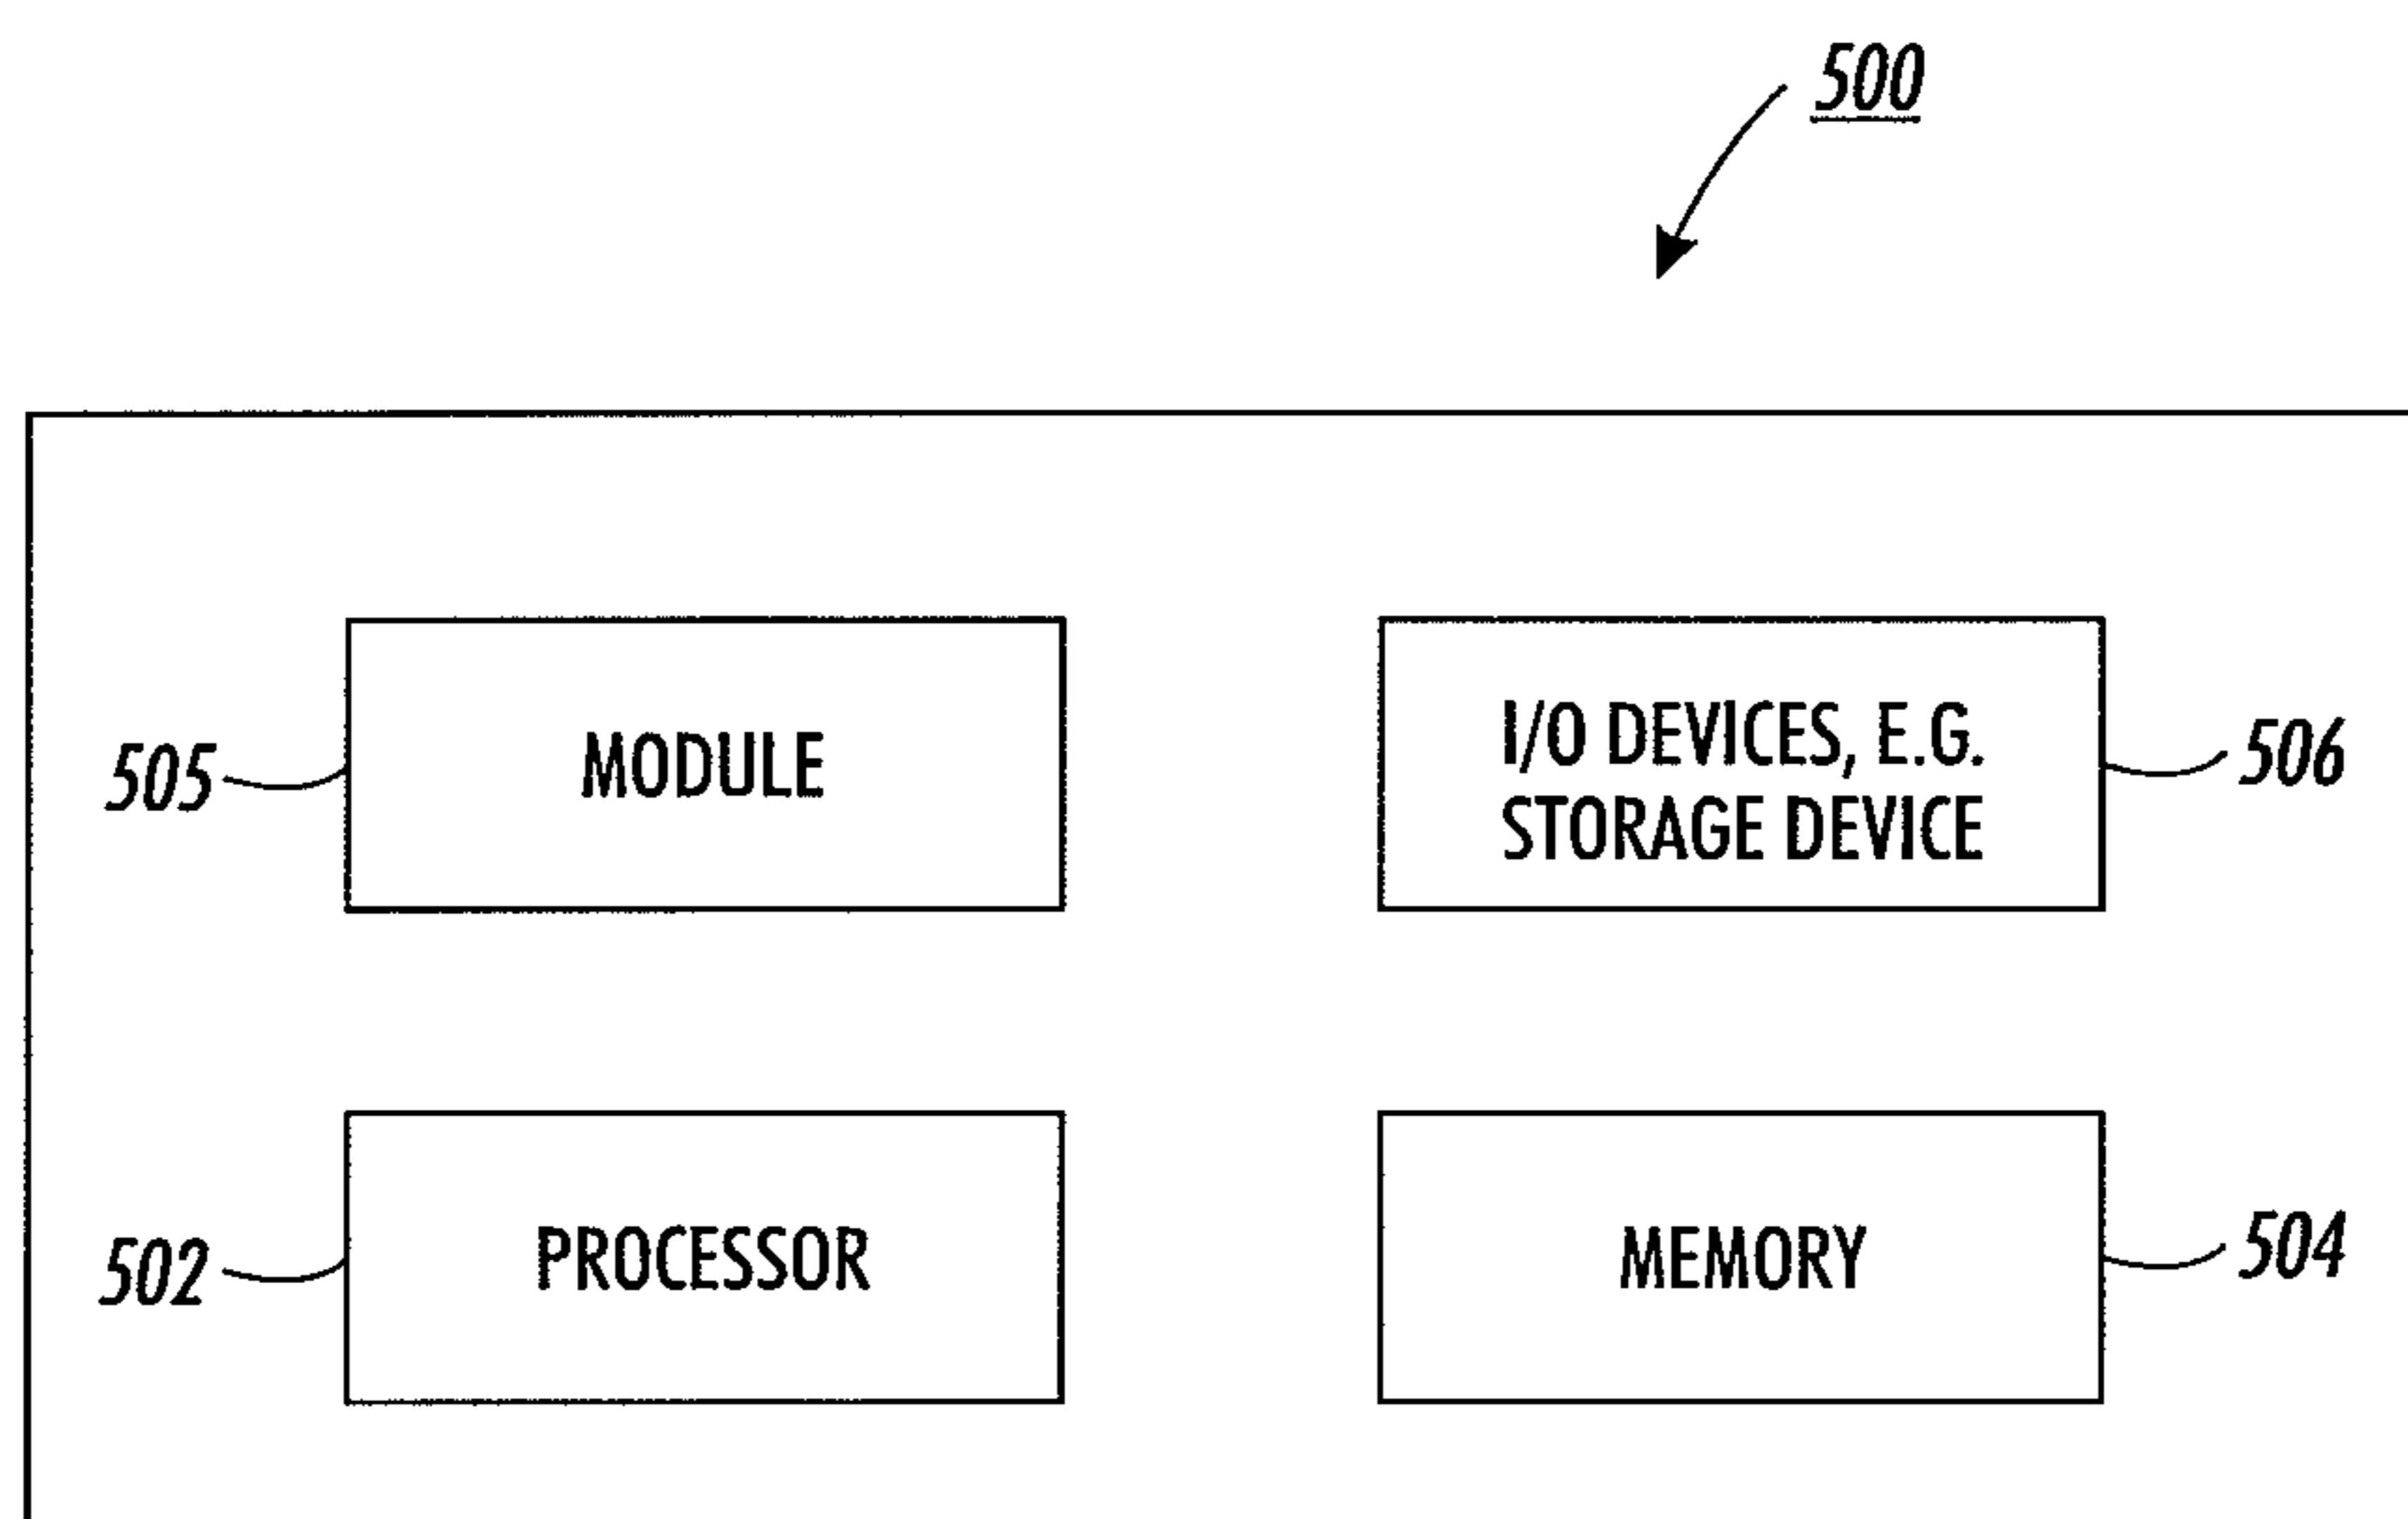 500
505
MODULE
I/O DEVICES, E.G.
STORAGE DEVICE
506
502
PROCESSOR
MEMORY
504